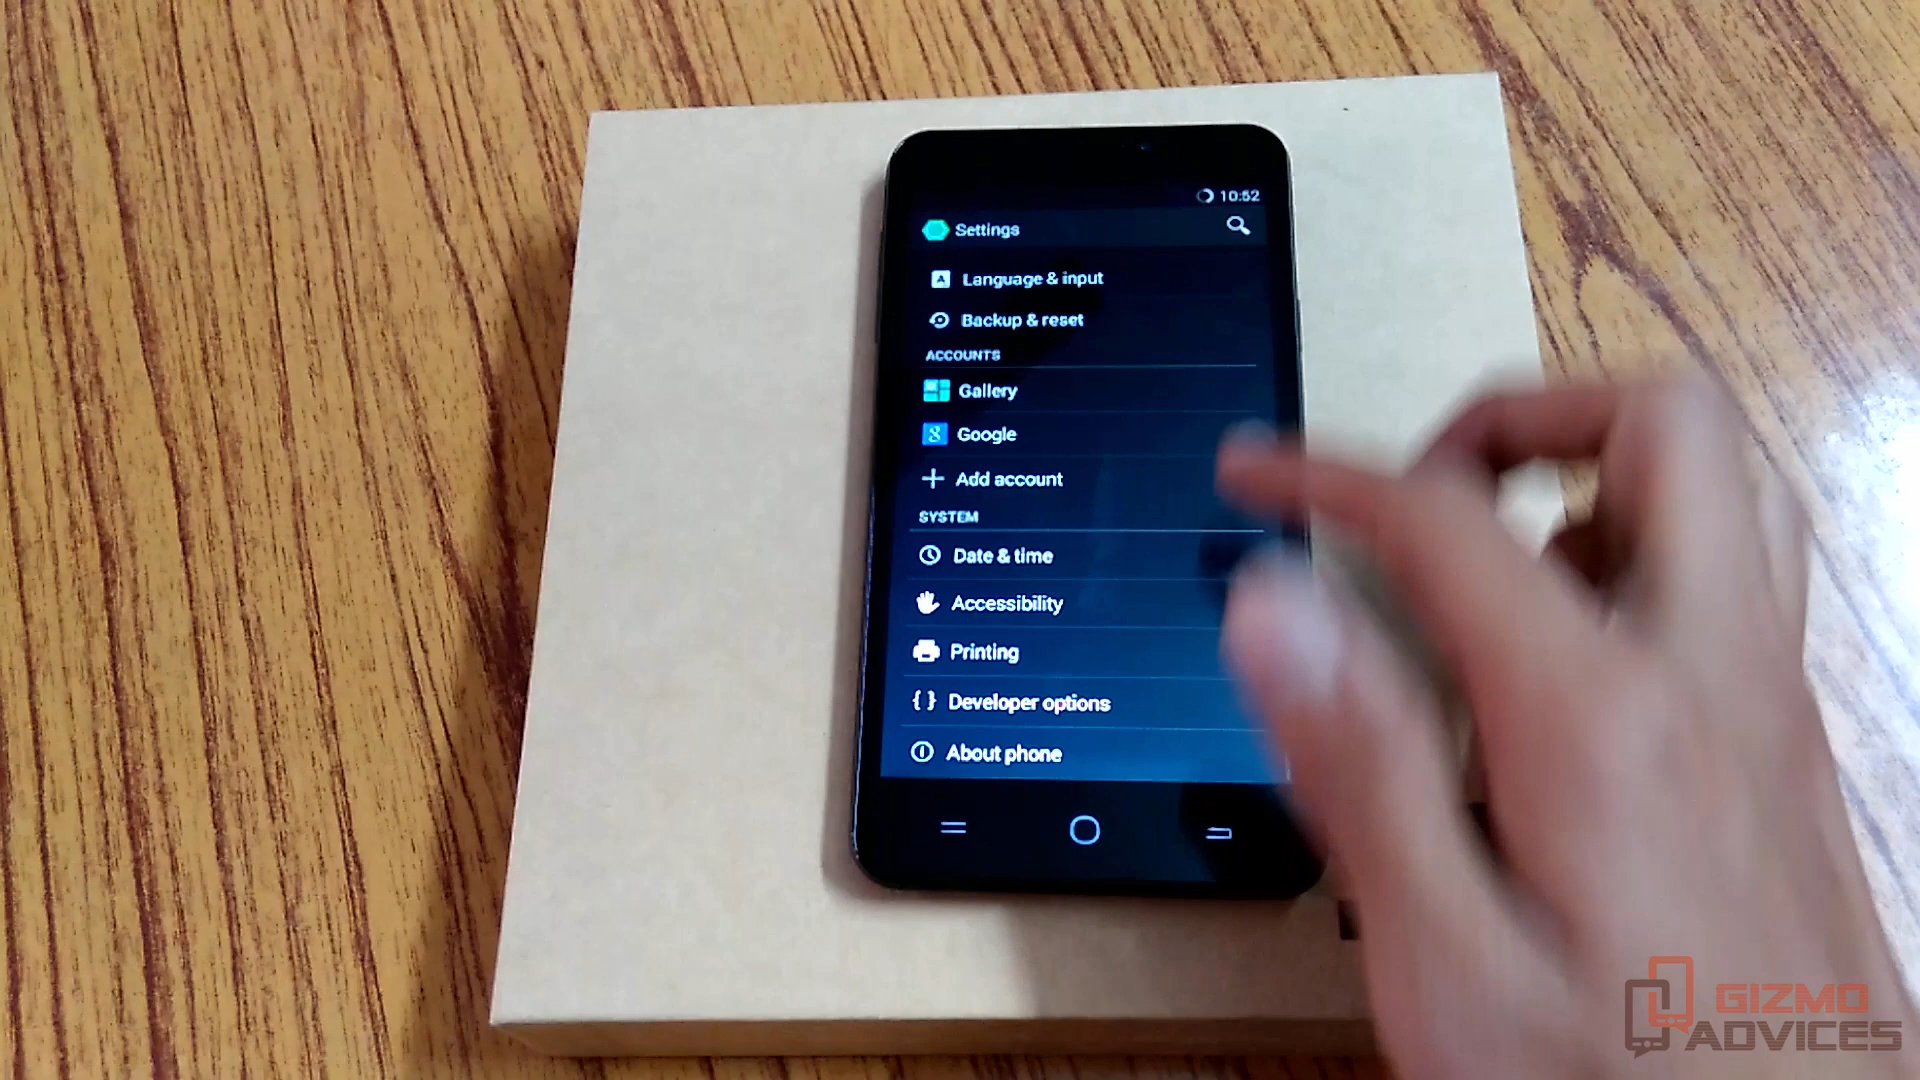 10:52
Settings
Language & input
Backup & reset
ACCOUNTS
Gallery
Google
Add account
SYSTEM
Date & time
Accessibility
Printing
Developer options
About phone
GIZMO
ADVICES